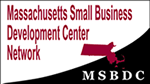 Massachusetts Small Business
Development Center
Network
MSBDC